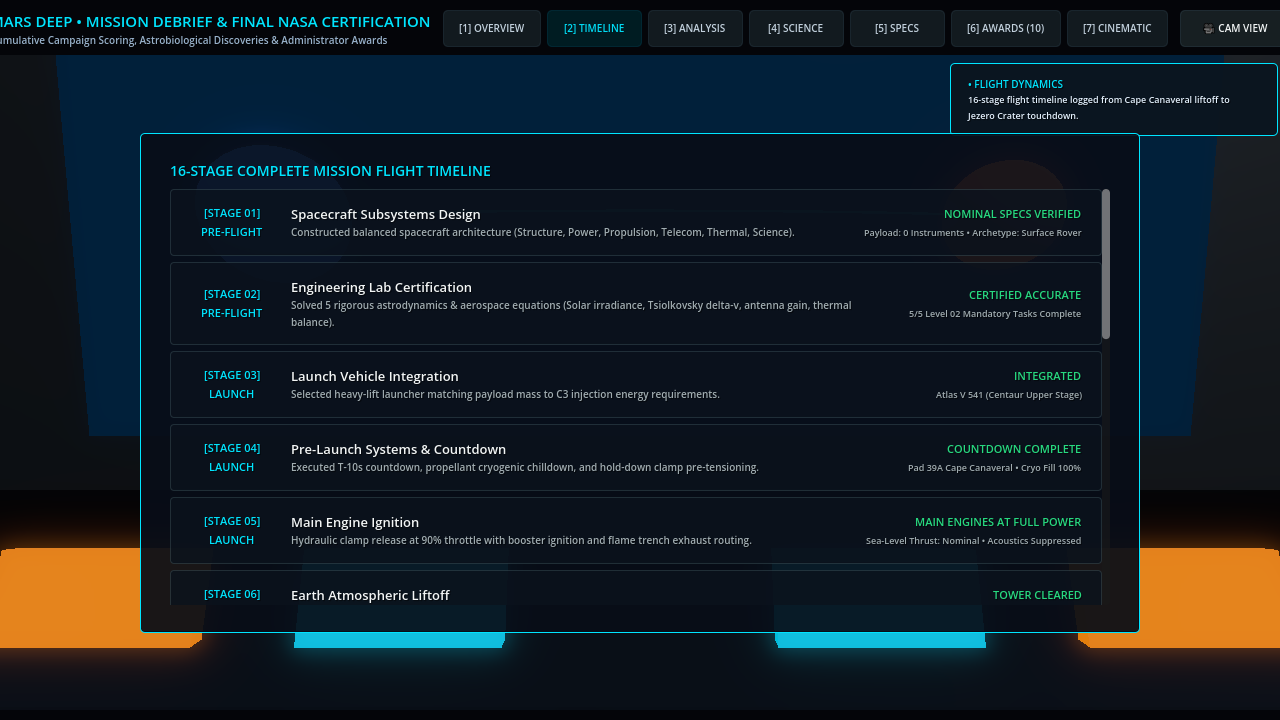 MARS DEEP • MISSION DEBRIEF & FINAL NASA CERTIFICATION
umulative Campaign Scoring, Astrobiological Discoveries & Administrator Awards
[1] OVERVIEW
[2] TIMELINE
[3] ANALYSIS
[4] SCIENCE
[5] SPECS
[6] AWARDS (10)
[7] CINEMATIC
CAM VIEW
• FLIGHT DYNAMICS
16-stage flight timeline logged from Cape Canaveral liftoff to
Jezero Crater touchdown.
16-STAGE COMPLETE MISSION FLIGHT TIMELINE
[STAGE 01]
PRE-FLIGHT
Spacecraft Subsystems Design
Constructed balanced spacecraft architecture (Structure, Power, Propulsion, Telecom, Thermal, Science).
NOMINAL SPECS VERIFIED
Payload: 0 Instruments • Archetype: Surface Rover
[STAGE 02]
PRE-FLIGHT
Engineering Lab Certification
Solved 5 rigorous astrodynamics & aerospace equations (Solar irradiance, Tsiolkovsky delta-v, antenna gain, thermal
balance).
CERTIFIED ACCURATE
5/5 Level 02 Mandatory Tasks Complete
[STAGE 03]
LAUNCH
Launch Vehicle Integration
Selected heavy-lift launcher matching payload mass to C3 injection energy requirements.
INTEGRATED
Atlas V 541 (Centaur Upper Stage)
[STAGE 04]
LAUNCH
Pre-Launch Systems & Countdown
Executed T-10s countdown, propellant cryogenic chilldown, and hold-down clamp pre-tensioning.
COUNTDOWN COMPLETE
Pad 39A Cape Canaveral • Cryo Fill 100%
[STAGE 05]
LAUNCH
Main Engine Ignition
Hydraulic clamp release at 90% throttle with booster ignition and flame trench exhaust routing.
MAIN ENGINES AT FULL POWER
Sea-Level Thrust: Nominal • Acoustics Suppressed
[STAGE 06]
Earth Atmospheric Liftoff
TOWER CLEARED